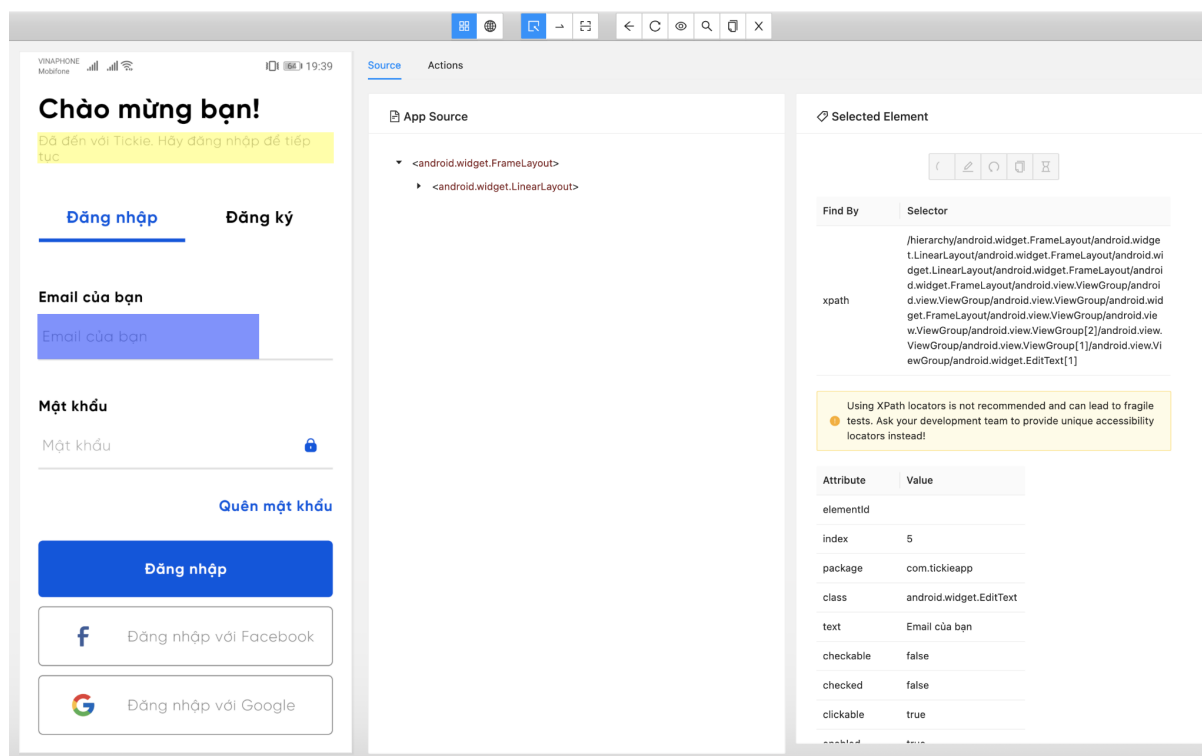 VINAPHONE
Mobifone
64 19:39
Chào mừng bạn!
Đã đến với Tickie. Hãy đăng nhập để tiếp
tục
Đăng nhập Đăng ký
Email của bạn
Email của bạn
Mật khẩu
Mật khẩu
Quên mật khẩu
Đăng nhập
Đăng nhập với Facebook
Đăng nhập với Google
Source Actions
App Source
<android.widget.FrameLayout>
<android.widget.LinearLayout>
Selected Element
Find By Selector
xpath
/hierarchy/android.widget.FrameLayout/android.widge
t.LinearLayout/android.widget.FrameLayout/android.wi
dget.LinearLayout/android.widget.FrameLayout/androi
d.widget.FrameLayout/android.view.ViewGroup/androi
d.view.ViewGroup/android.view.ViewGroup/android.wid
get.FrameLayout/android.view.ViewGroup/android.vie
w.ViewGroup/android.view.ViewGroup[2]/android.view.
ViewGroup/android.view.ViewGroup[1]/android.view.Vi
ewGroup/android.widget.EditText[1]
Using XPath locators is not recommended and can lead to fragile
tests. Ask your development team to provide unique accessibility
locators instead!
Attribute Value
elementId
index 5
package com.tickieapp
class android.widget.EditText
text Email của bạn
checkable false
checked false
clickable true
enabled true